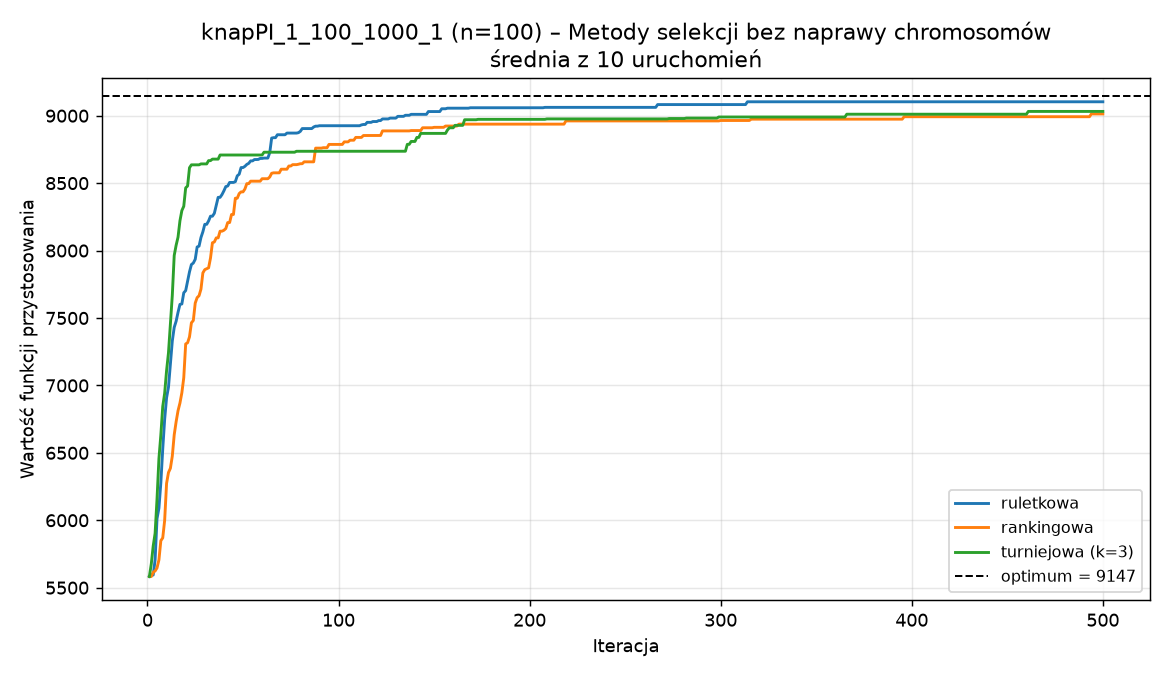 knapPI_1_100_1000_1 (n=100) – Metody selekcji bez naprawy chromosomów
średnia z 10 uruchomień
Wartość funkcji przystosowania
9000
8500
8000
7500
7000
6500
6000
5500
0
100
200
300
400
500
Iteracja
ruletkowa
rankingowa
turniejowa (k=3)
optimum = 9147